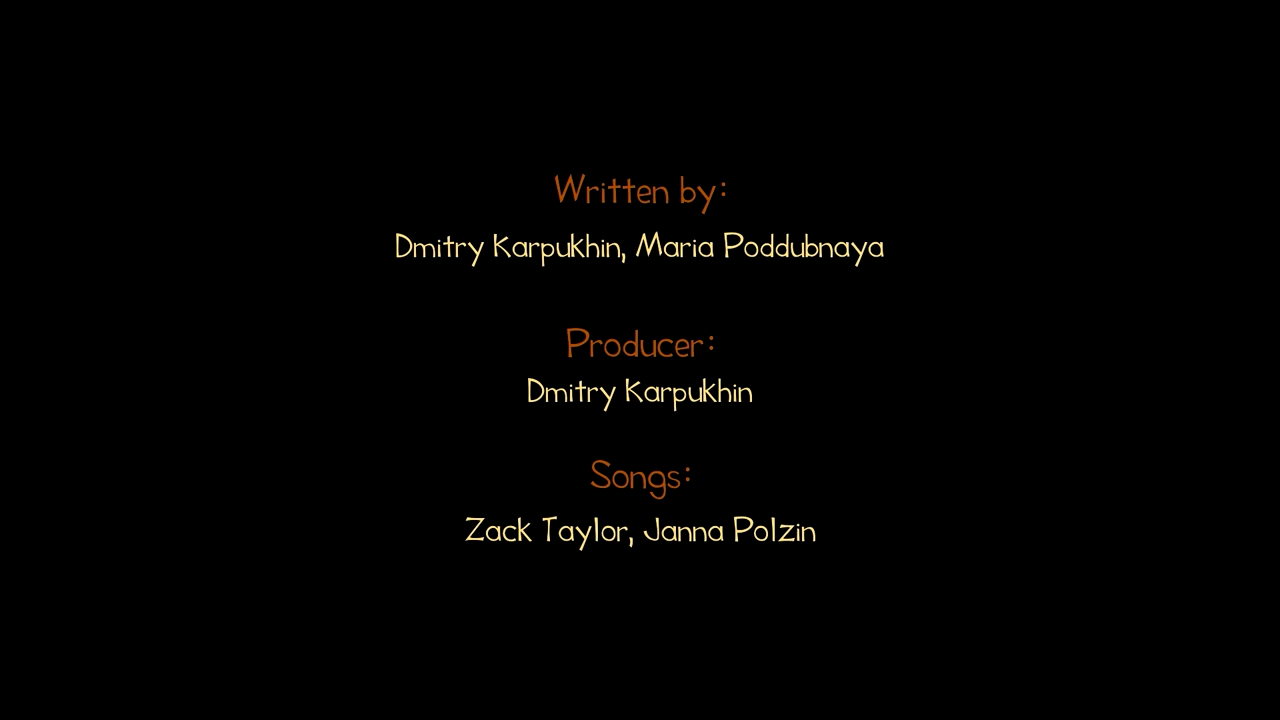 Written by:
Dmitry Karpukhin, Maria Poddubnaya
Producer:
Dmitry Karpukhin
Songs:
Zack Taylor, Janna Polzin